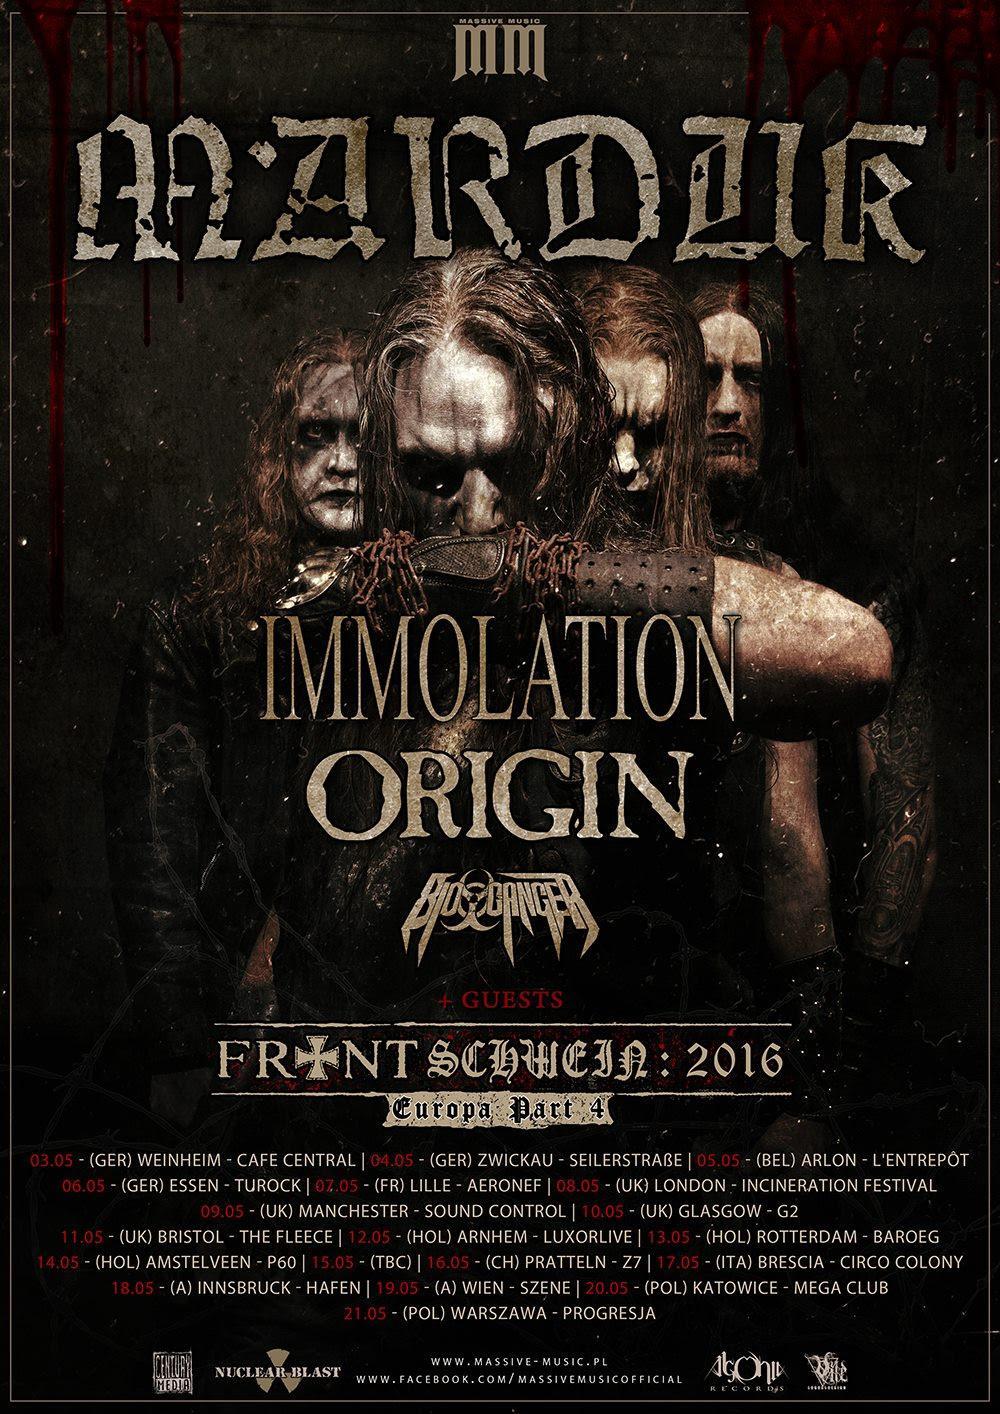 MASSIVE MUSIC
MM
MARDUK
IMMOLATION
ORIGIN
BIO-CANCER
+ GUESTS
FRONTSCHWEIN: 2016
Europa Part 4
03.05 - (GER) WEINHEIM - CAFE CENTRAL | 04.05 - (GER) ZWICKAU - SEILERSTRAßE | 05.05 - (BEL) ARLON - L'ENTREPÔT
06.05 - (GER) ESSEN - TUROCK | 07.05 - (FR) LILLE - AERONEF | 08.05 - (UK) LONDON - INCINERATION FESTIVAL
09.05 - (UK) MANCHESTER - SOUND CONTROL | 10.05 - (UK) GLASGOW - G2
11.05 - (UK) BRISTOL - THE FLEECE | 12.05 - (HOL) ARNHEM - LUXORLIVE | 13.05 - (HOL) ROTTERDAM - BAROEG
14.05 - (HOL) AMSTELVEEN - P60 | 15.05 - (TBC) | 16.05 - (CH) PRATTELN - Z7 | 17.05 - (ITA) BRESCIA - CIRCO COLONY
18.05 - (A) INNSBRUCK - HAFEN | 19.05 - (A) WIEN - SZENE | 20.05 - (POL) KATOWICE - MEGA CLUB
21.05 - (POL) WARSZAWA - PROGRESJA
CENTURY MEDIA
NUCLEAR BLAST
WWW.MASSIVE-MUSIC.PL
WWW.FACEBOOK.COM/MASSIVEMUSICOFFICIAL
AGONIA
RECORDS